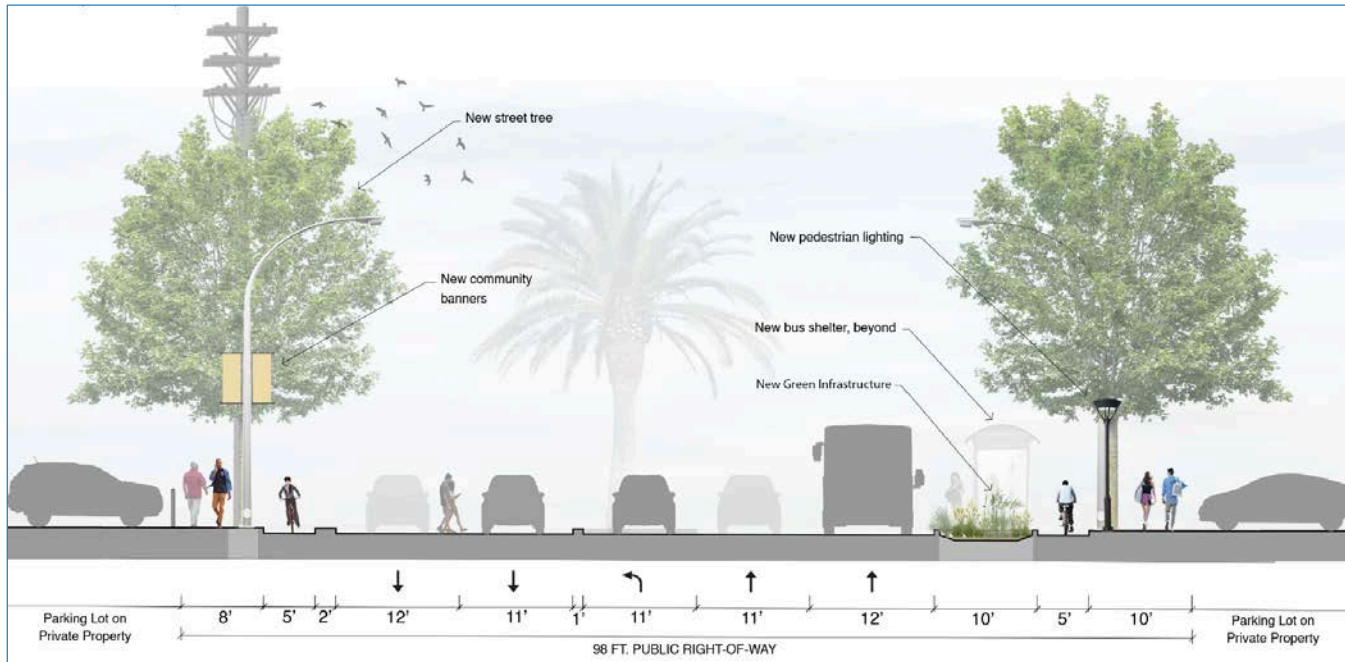 New street tree
New community
banners
New pedestrian lighting
New bus shelter, beyond
New Green Infrastructure
Parking Lot on
Private Property
8' 5' 2' 12' 11' 1' 11' 11' 12' 10' 5' 10'
Parking Lot on
Private Property
98 FT. PUBLIC RIGHT-OF-WAY